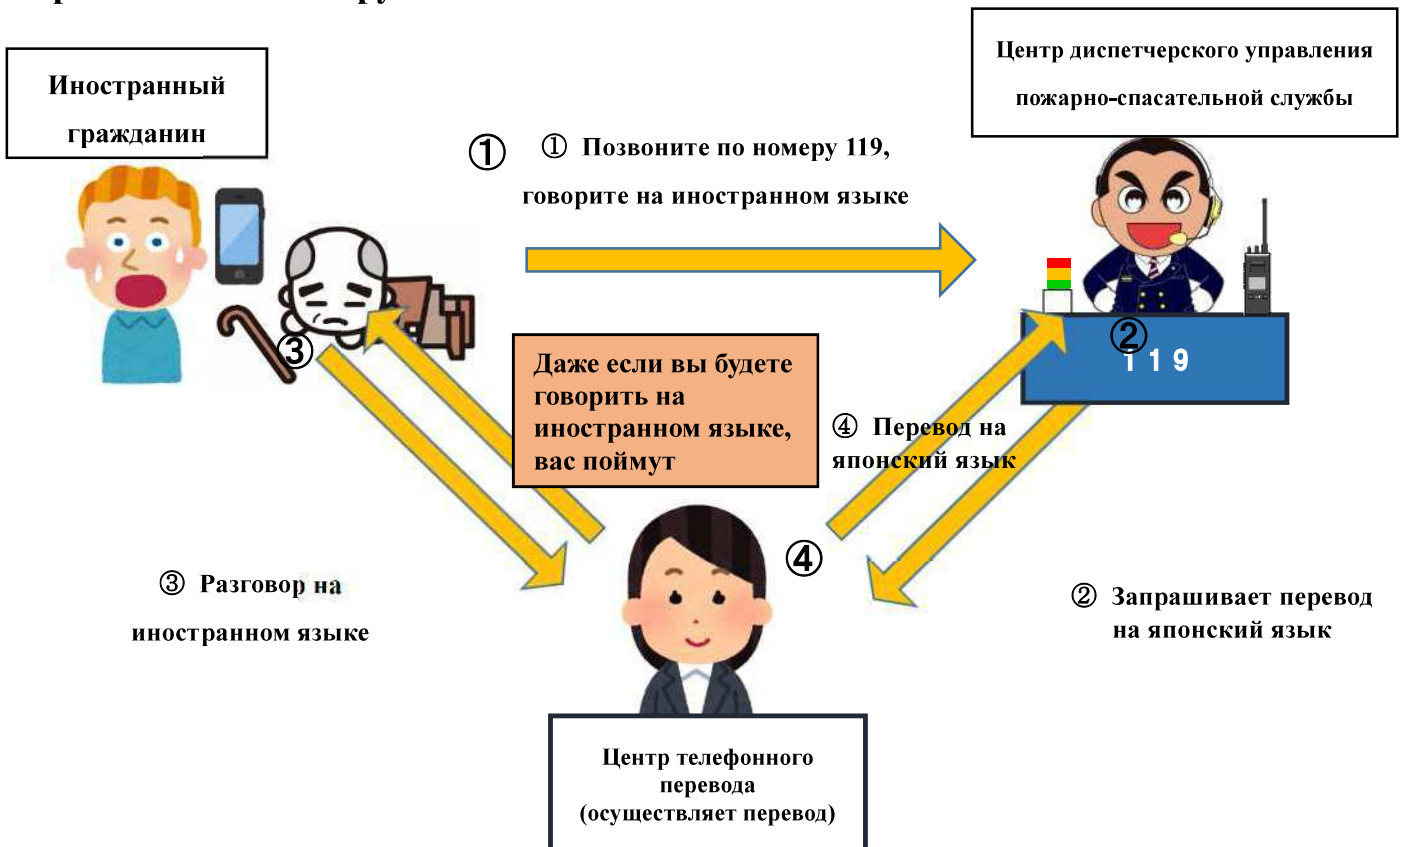 Иностранный
гражданин
Центр диспетчерского управления
пожарно-спасательной службы
①
① Позвоните по номеру 119,
говорите на иностранном языке
③
②
119
Даже если вы будете
говорить на
иностранном языке,
вас поймут
④ Перевод на
японский язык
④
③ Разговор на
иностранном языке
② Запрашивает перевод
на японский язык
Центр телефонного
перевода
(осуществляет перевод)